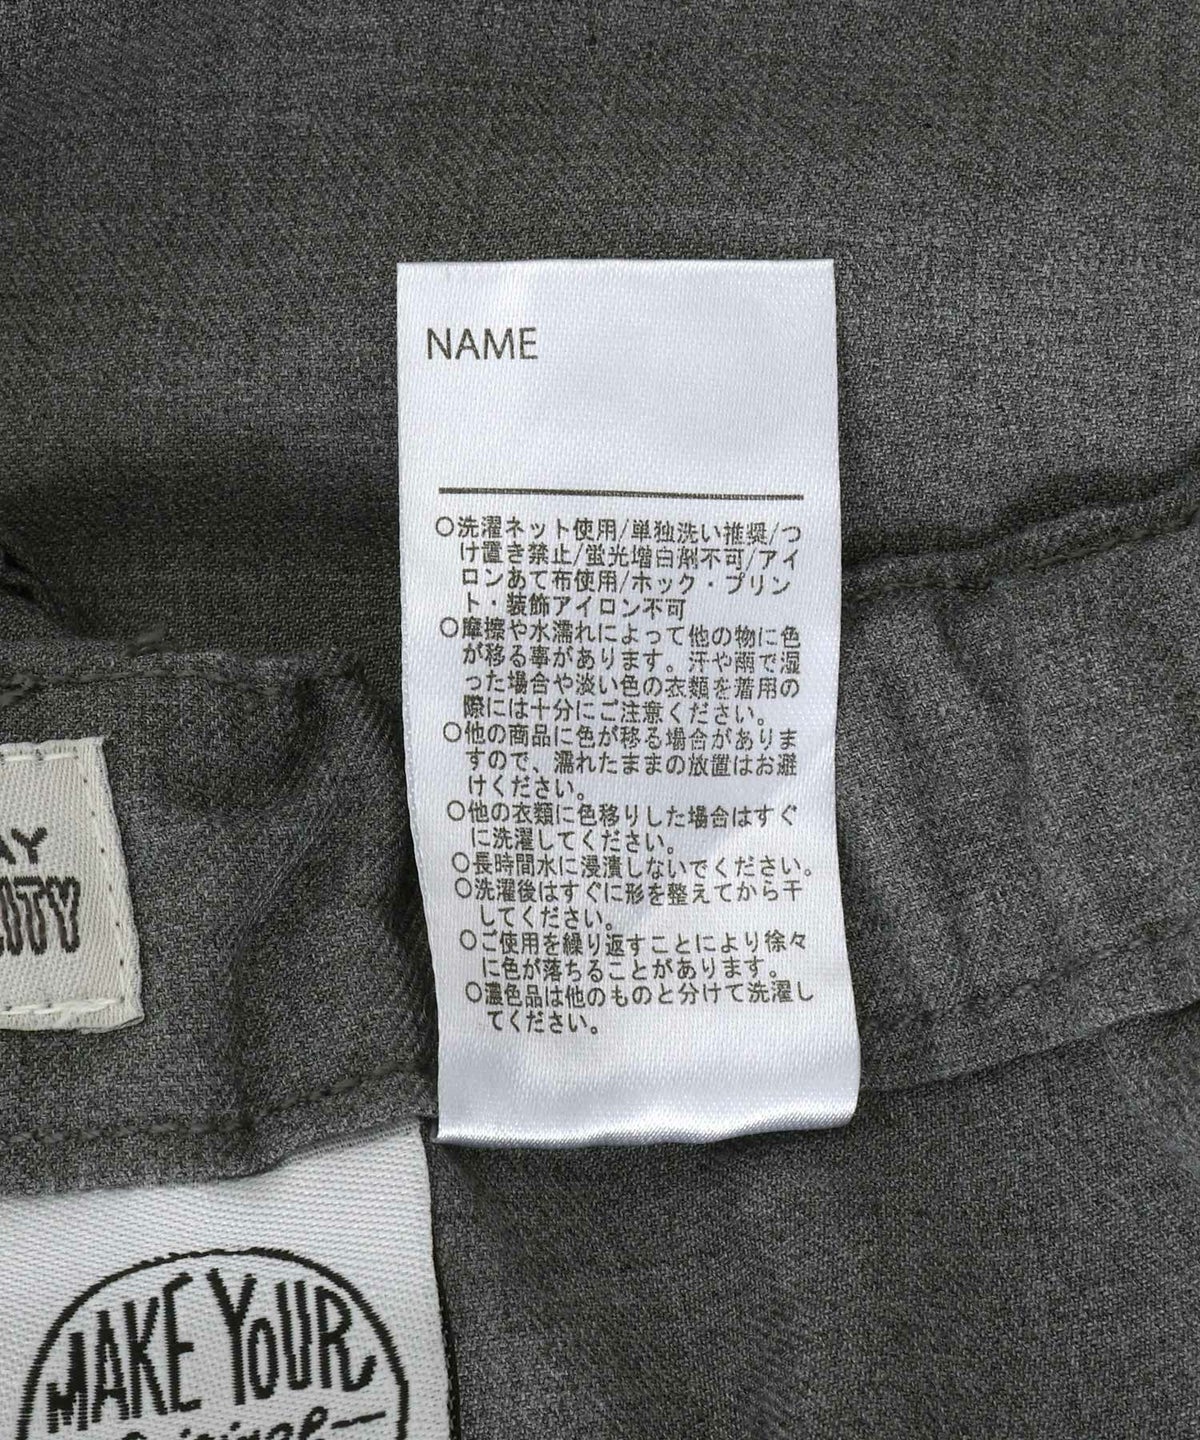 NAME
○洗濯ネット使用/単独洗い推奨/つ
け置き禁止/蛍光増白剤不可/アイ
ロンあて布使用/ホック・プリン
ト・装飾アイロン不可
○摩擦や水濡れによって他の物に色
が移る事があります。汗や雨で湿
った場合や淡い色の衣類を着用の
際には十分にご注意ください。
○他の商品に色が移る場合がありま
すので、濡れたままの放置はお避
けください。
○他の衣類に色移りした場合はすぐ
に洗濯してください。
○長時間水に浸漬しないでください。
○洗濯後はすぐに形を整えてから干
してください。
○ご使用を繰り返すことにより徐々
に色が落ちることがあります。
○濃色品は他のものと分けて洗濯し
てください。
AY
MAKE YOUR